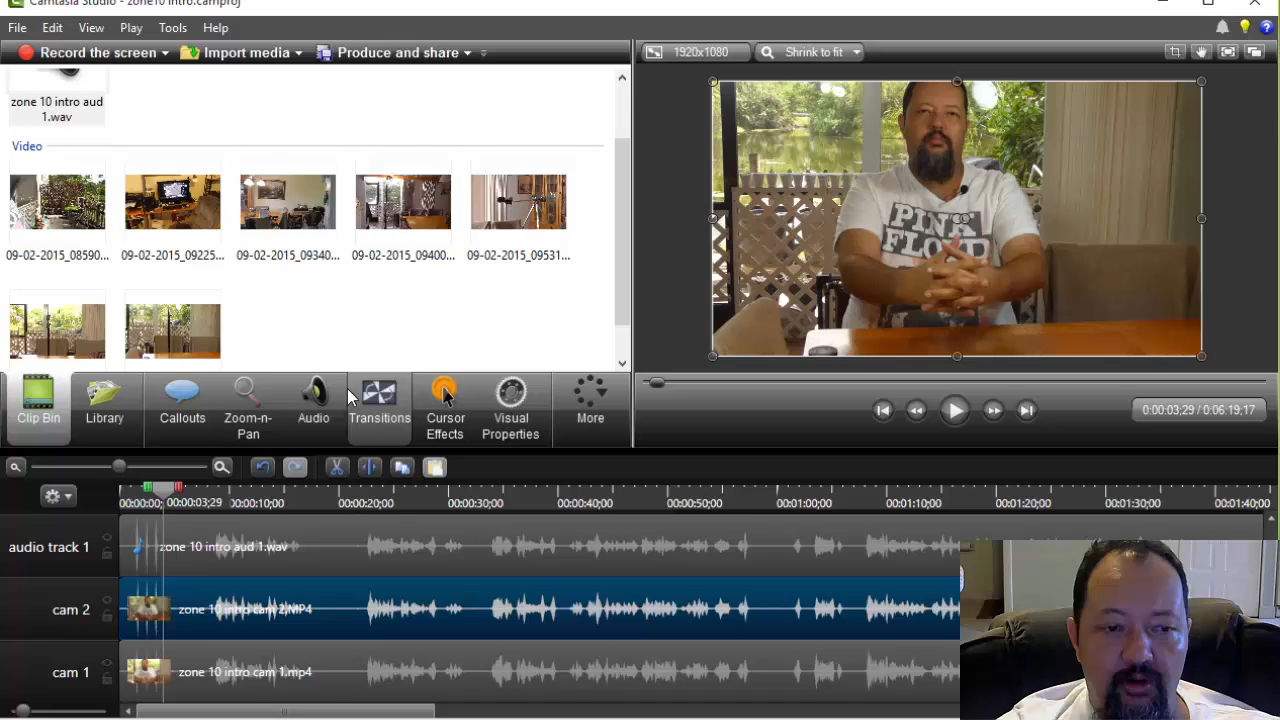 Camtasia Studio - zone10 intro.camproj
File Edit View Play Tools Help
Record the screen Import media Produce and share
1920x1080 Shrink to fit
zone 10 intro aud
1.wav
Video
09-02-2015_08590... 09-02-2015_09225... 09-02-2015_09340... 09-02-2015_09400... 09-02-2015_09531...
PINK
FLOYD
Clip Bin Library Callouts Zoom-n-
Pan Audio Transitions Cursor
Effects Visual
Properties More
0:00:03;29 / 0:06:19;17
00:00:00; 00:00:03;29 00:00:10;00 00:00:20;00 00:00:30;00 00:00:40;00 00:00:50;00 00:01:00;00 00:01:10;00 00:01:20;00 00:01:30;00 00:01:40;00
audio track 1 zone 10 intro aud 1.wav
cam 2 zone 10 intro cam 2.MP4
cam 1 zone 10 intro cam 1.mp4